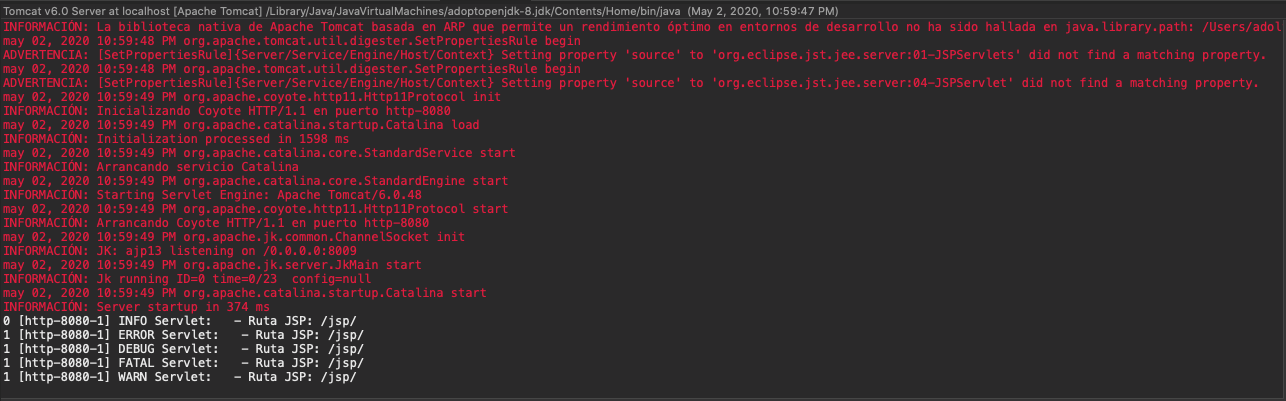 Tomcat v6.0 Server at localhost [Apache Tomcat] /Library/Java/JavaVirtualMachines/adoptopenjdk-8.jdk/Contents/Home/bin/java (May 2, 2020, 10:59:47 PM)
INFORMACIÓN: La biblioteca nativa de Apache Tomcat basada en ARP que permite un rendimiento óptimo en entornos de desarrollo no ha sido hallada en java.library.path: /Users/adol
may 02, 2020 10:59:48 PM org.apache.tomcat.util.digester.SetPropertiesRule begin
ADVERTENCIA: [SetPropertiesRule]{Server/Service/Engine/Host/Context} Setting property 'source' to 'org.eclipse.jst.jee.server:01-JSPServlets' did not find a matching property.
may 02, 2020 10:59:48 PM org.apache.tomcat.util.digester.SetPropertiesRule begin
ADVERTENCIA: [SetPropertiesRule]{Server/Service/Engine/Host/Context} Setting property 'source' to 'org.eclipse.jst.jee.server:04-JSPServlet' did not find a matching property.
may 02, 2020 10:59:49 PM org.apache.coyote.http11.Http11Protocol init
INFORMACIÓN: Inicializando Coyote HTTP/1.1 en puerto http-8080
may 02, 2020 10:59:49 PM org.apache.catalina.startup.Catalina load
INFORMACIÓN: Initialization processed in 1598 ms
may 02, 2020 10:59:49 PM org.apache.catalina.core.StandardService start
INFORMACIÓN: Arrancando servicio Catalina
may 02, 2020 10:59:49 PM org.apache.catalina.core.StandardEngine start
INFORMACIÓN: Starting Servlet Engine: Apache Tomcat/6.0.48
may 02, 2020 10:59:49 PM org.apache.coyote.http11.Http11Protocol start
INFORMACIÓN: Arrancando Coyote HTTP/1.1 en puerto http-8080
may 02, 2020 10:59:49 PM org.apache.jk.common.ChannelSocket init
INFORMACIÓN: JK: ajp13 listening on /0.0.0.0:8009
may 02, 2020 10:59:49 PM org.apache.jk.server.JkMain start
INFORMACIÓN: Jk running ID=0 time=0/23  config=null
may 02, 2020 10:59:49 PM org.apache.catalina.startup.Catalina start
INFORMACIÓN: Server startup in 374 ms
0 [http-8080-1] INFO Servlet:   - Ruta JSP: /jsp/
1 [http-8080-1] ERROR Servlet:   - Ruta JSP: /jsp/
1 [http-8080-1] DEBUG Servlet:   - Ruta JSP: /jsp/
1 [http-8080-1] FATAL Servlet:   - Ruta JSP: /jsp/
1 [http-8080-1] WARN Servlet:   - Ruta JSP: /jsp/